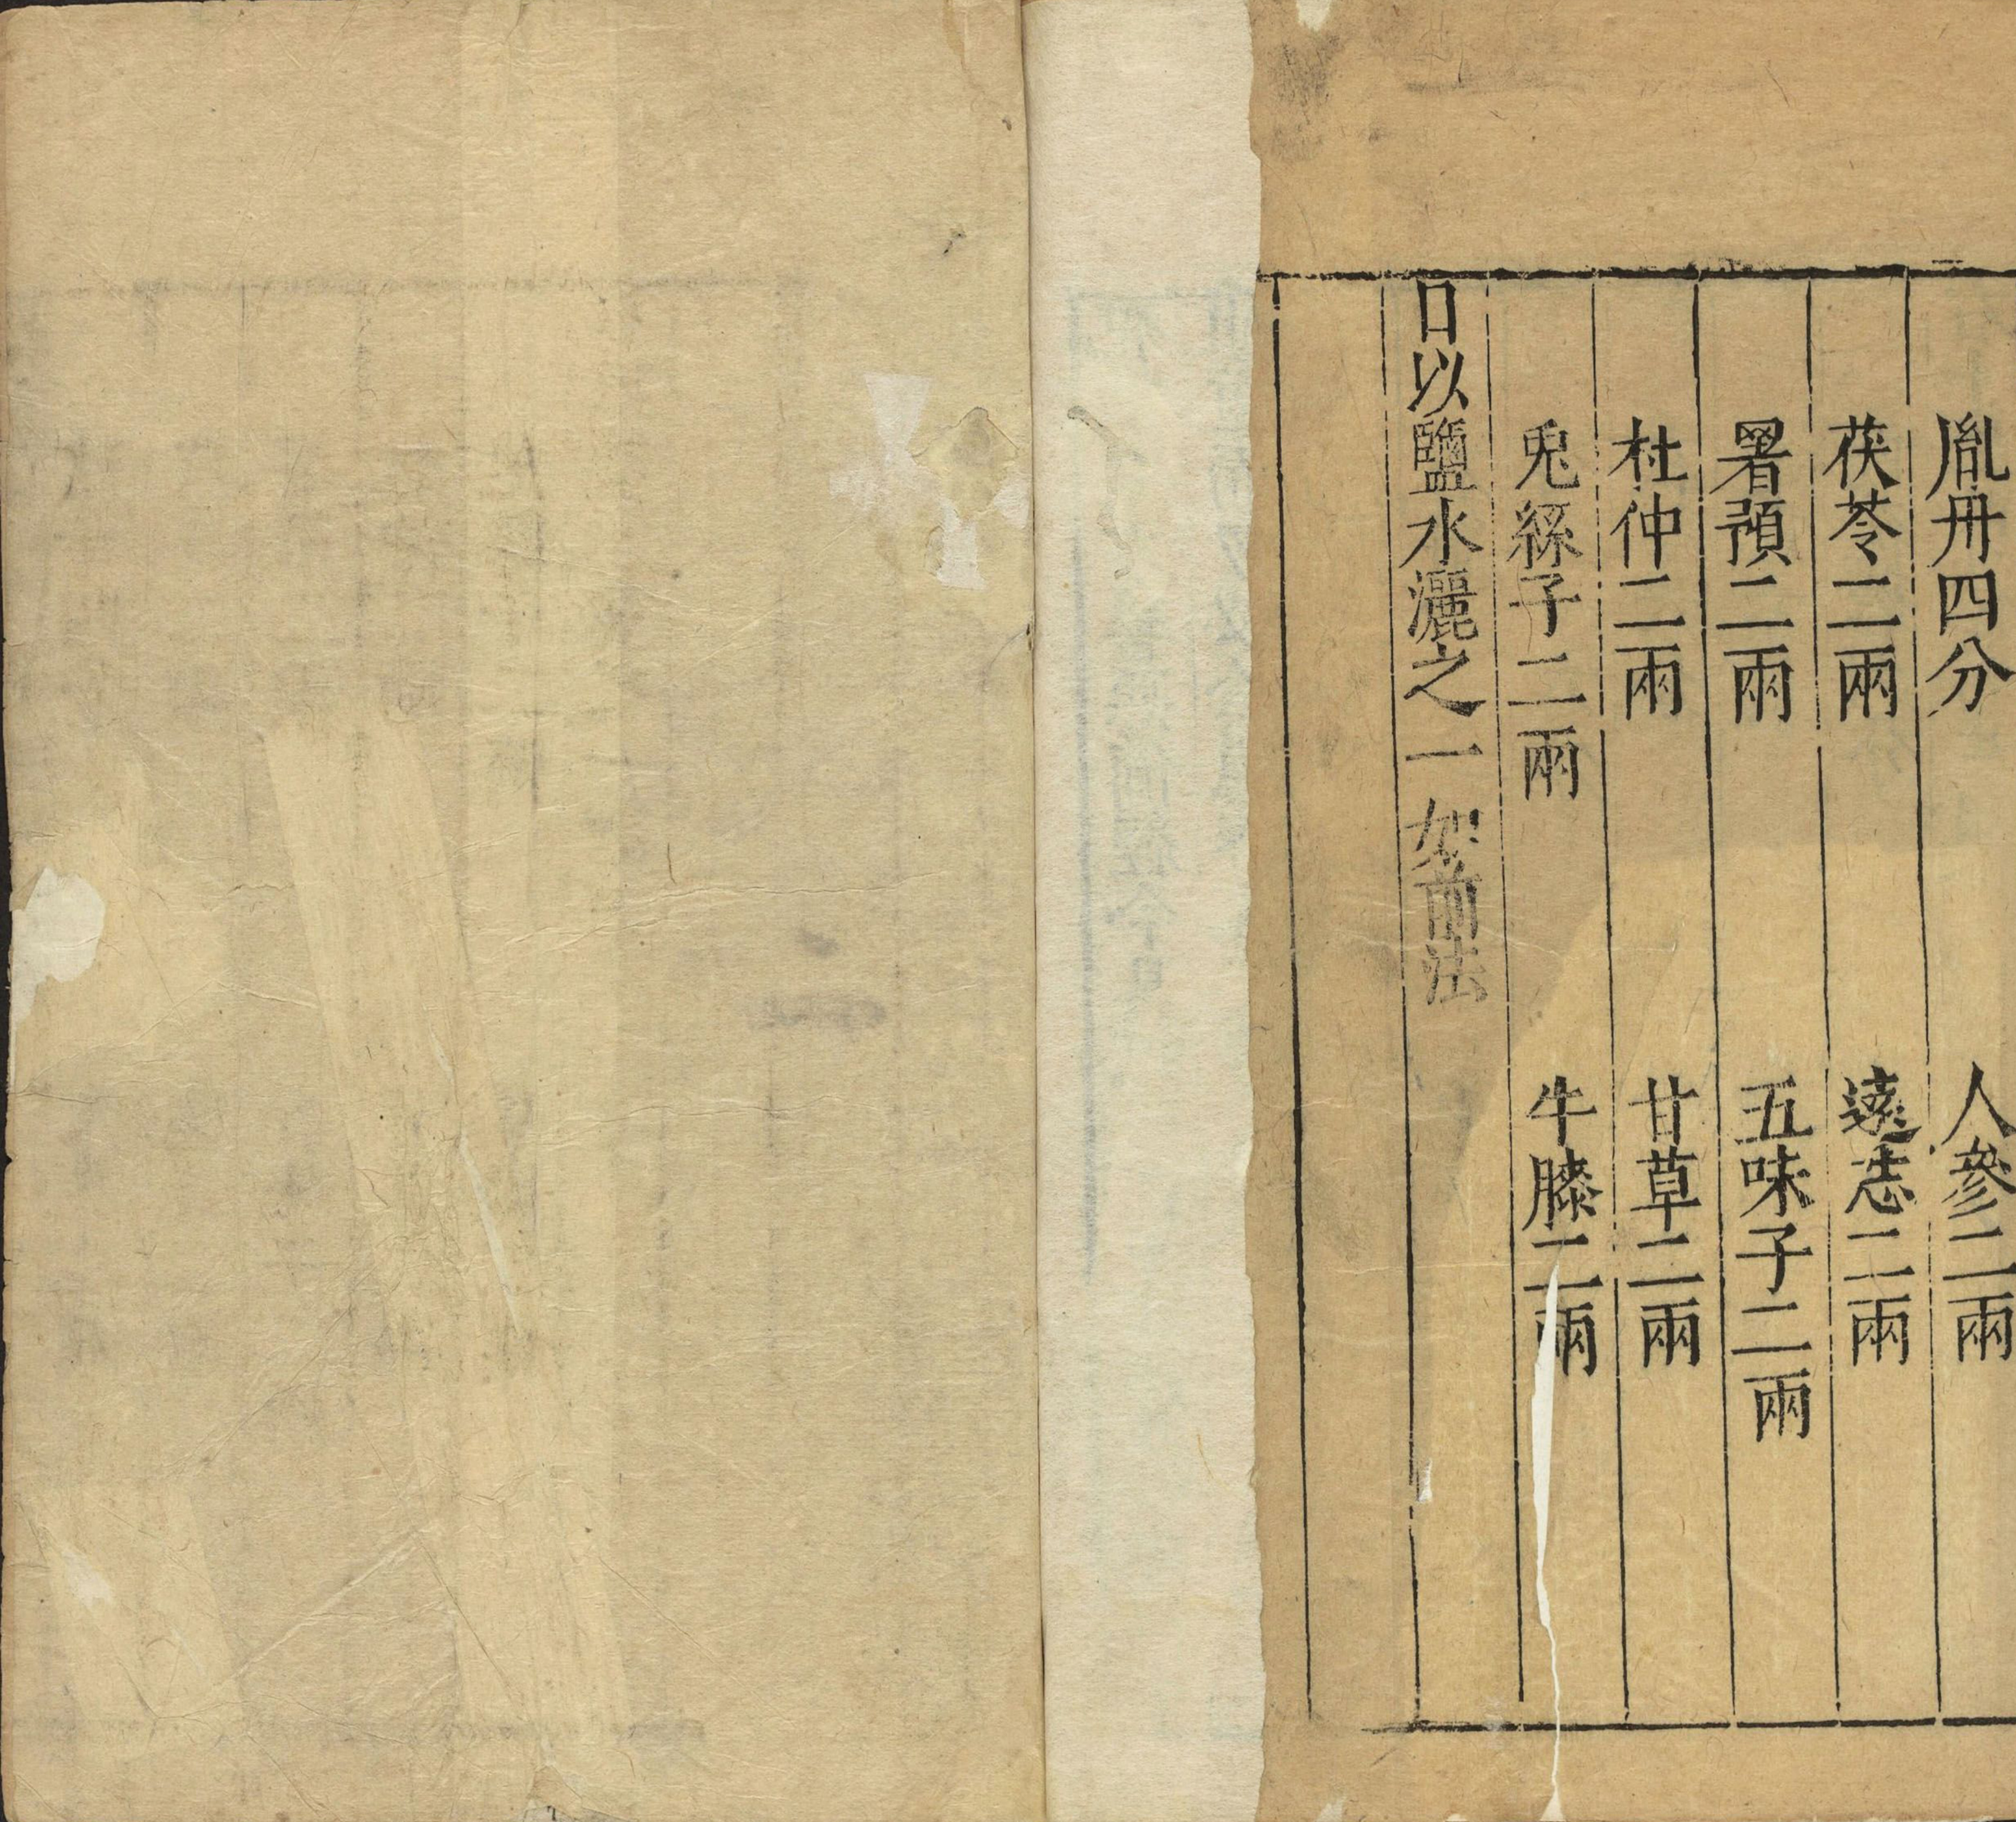 胤丹四分　人參二兩
茯苓二兩　遠志二兩
署預二兩　五味子二兩
杜仲二兩　甘草二兩
兎絲子二兩　牛膝二兩
日以鹽水灑之一如前法